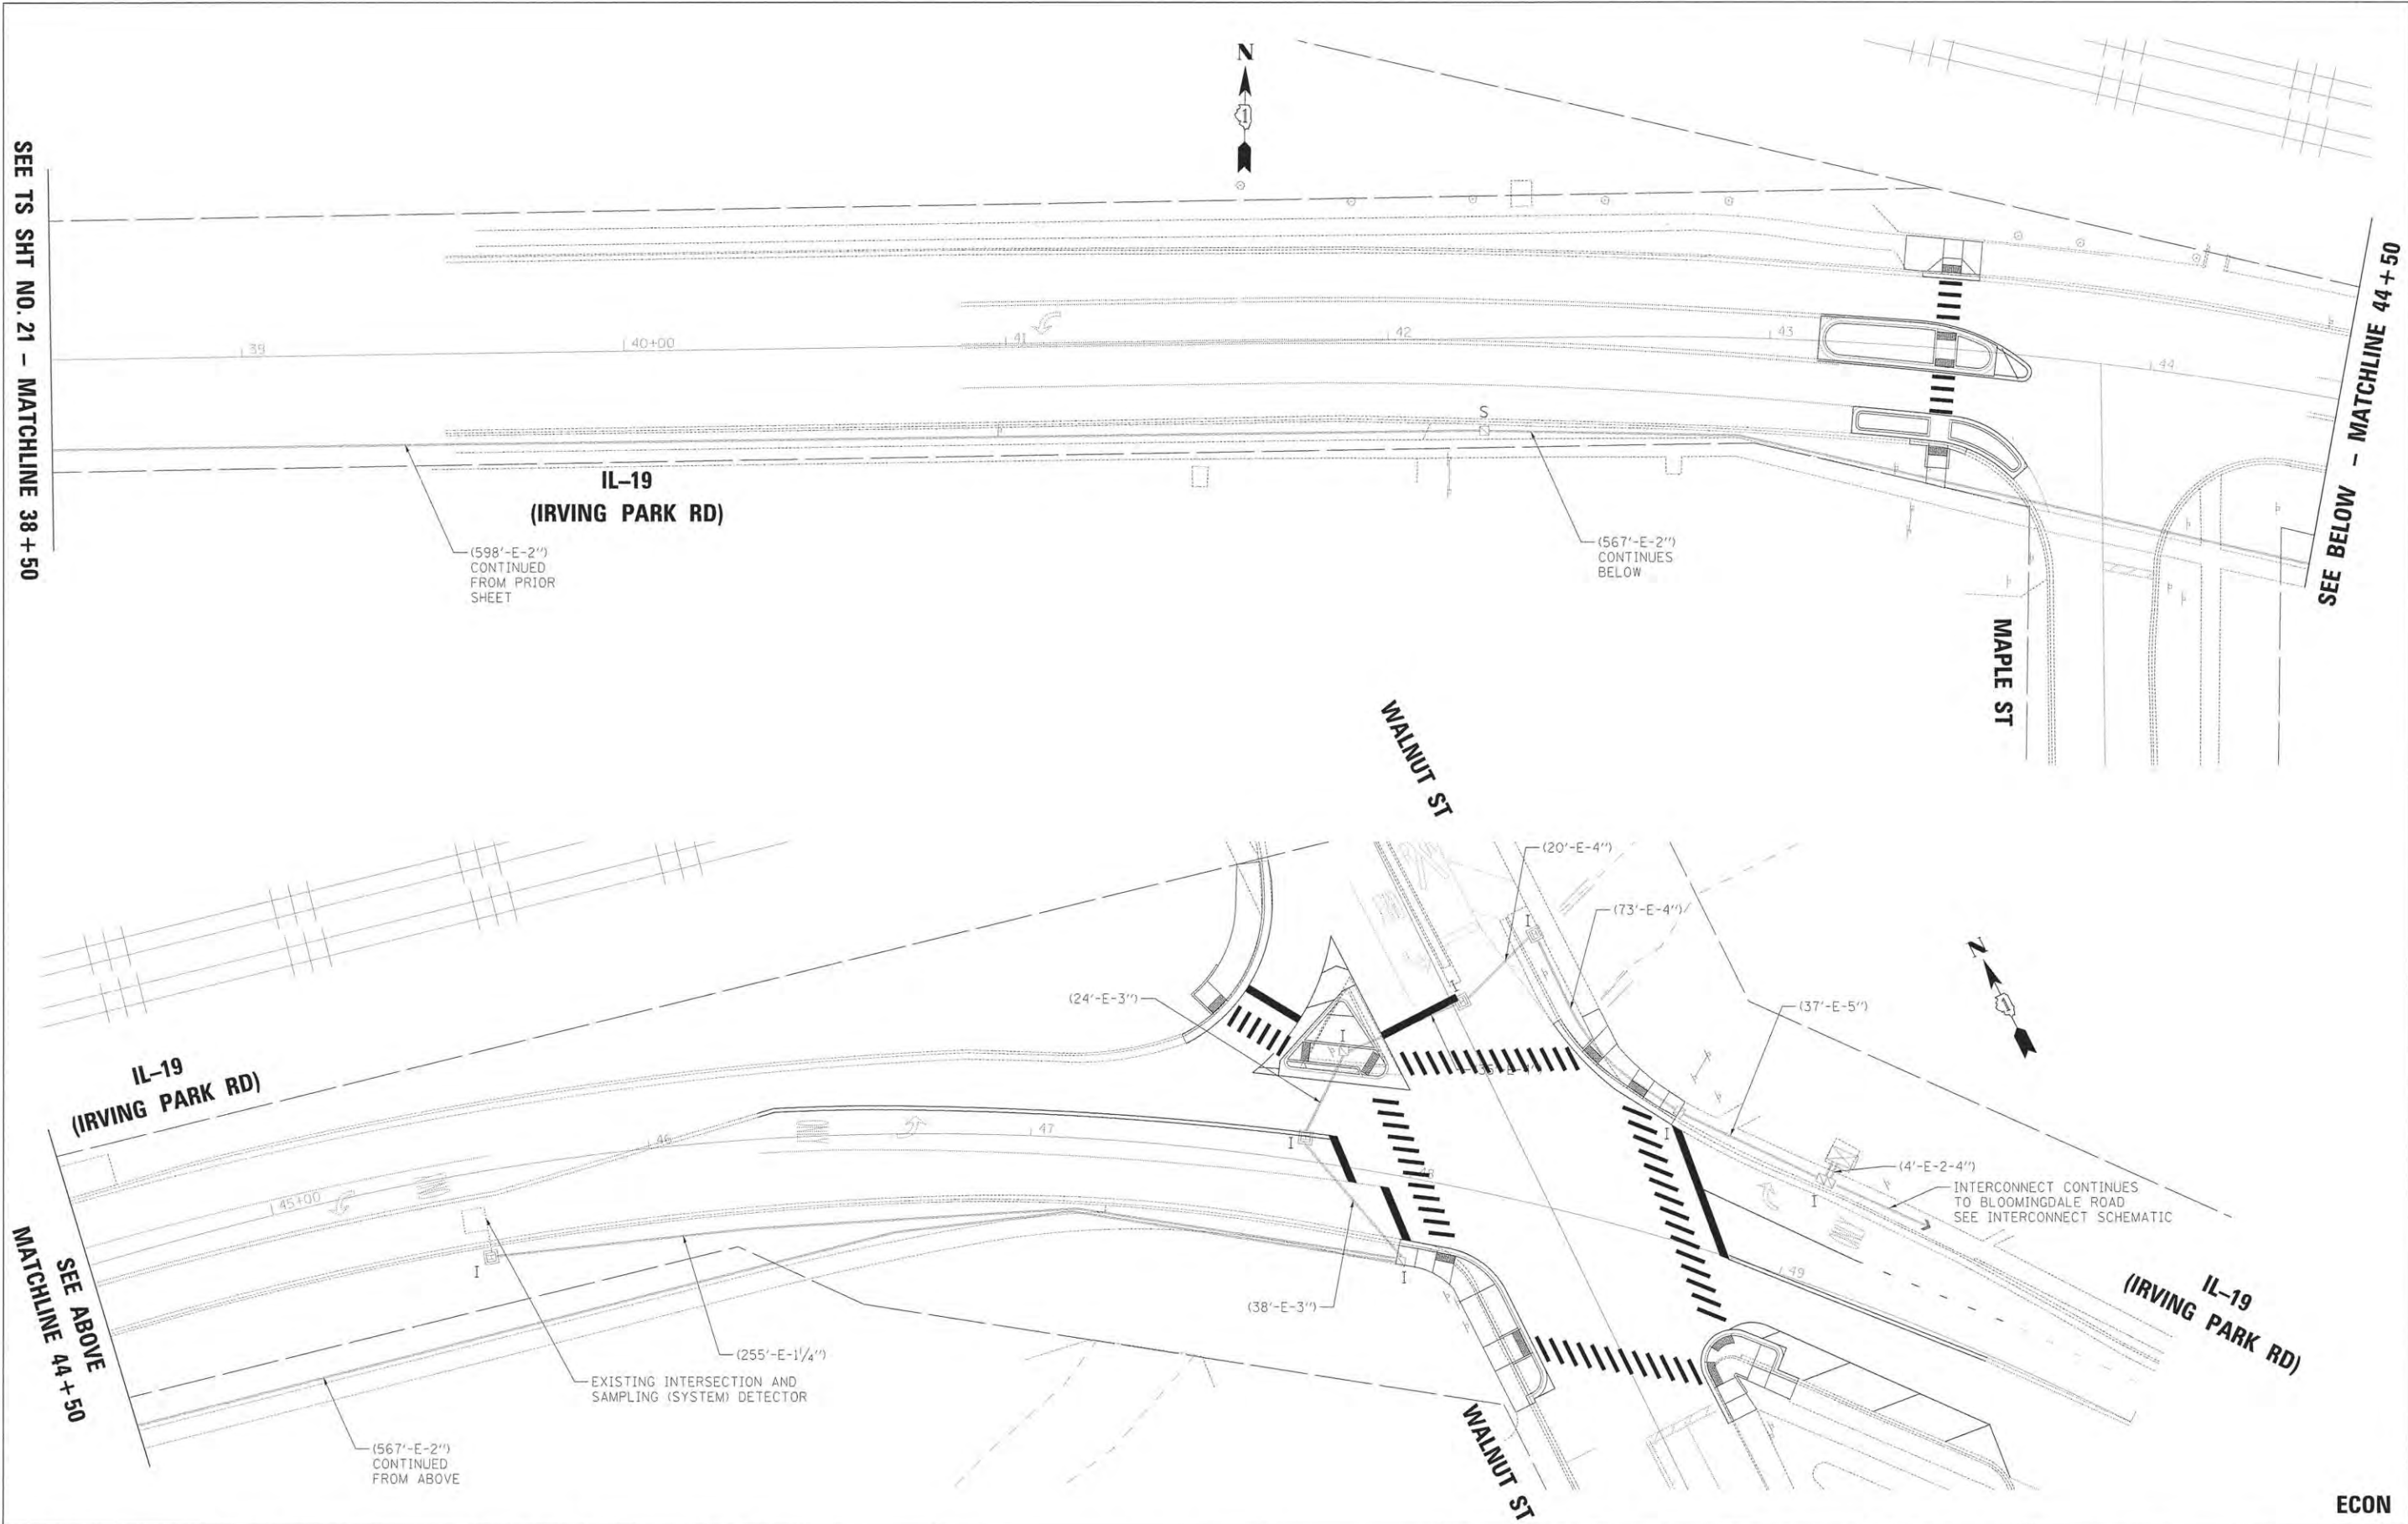 N
1
SEE TS SHT NO. 21 - MATCHLINE 38+50
39
40+00
41
42
43
44
S
IL-19
(IRVING PARK RD)
(598'-E-2")
CONTINUED
FROM PRIOR
SHEET
(567'-E-2")
CONTINUES
BELOW
MAPLE ST
SEE BELOW - MATCHLINE 44+50
WALNUT ST
(20'-E-4")
(73'-E-4")
(24'-E-3")
(37'-E-5")
N
1
I
I
I
I
I
I
I
I
IL-19
(IRVING PARK RD)
45+00
46
47
48
49
(4'-E-2-4")
INTERCONNECT CONTINUES
TO BLOOMINGDALE ROAD
SEE INTERCONNECT SCHEMATIC
(38'-E-3")
(255'-E-1 1/4")
EXISTING INTERSECTION AND
SAMPLING (SYSTEM) DETECTOR
SEE ABOVE
MATCHLINE 44+50
(567'-E-2")
CONTINUED
FROM ABOVE
WALNUT ST
IL-19
(IRVING PARK RD)
ECON